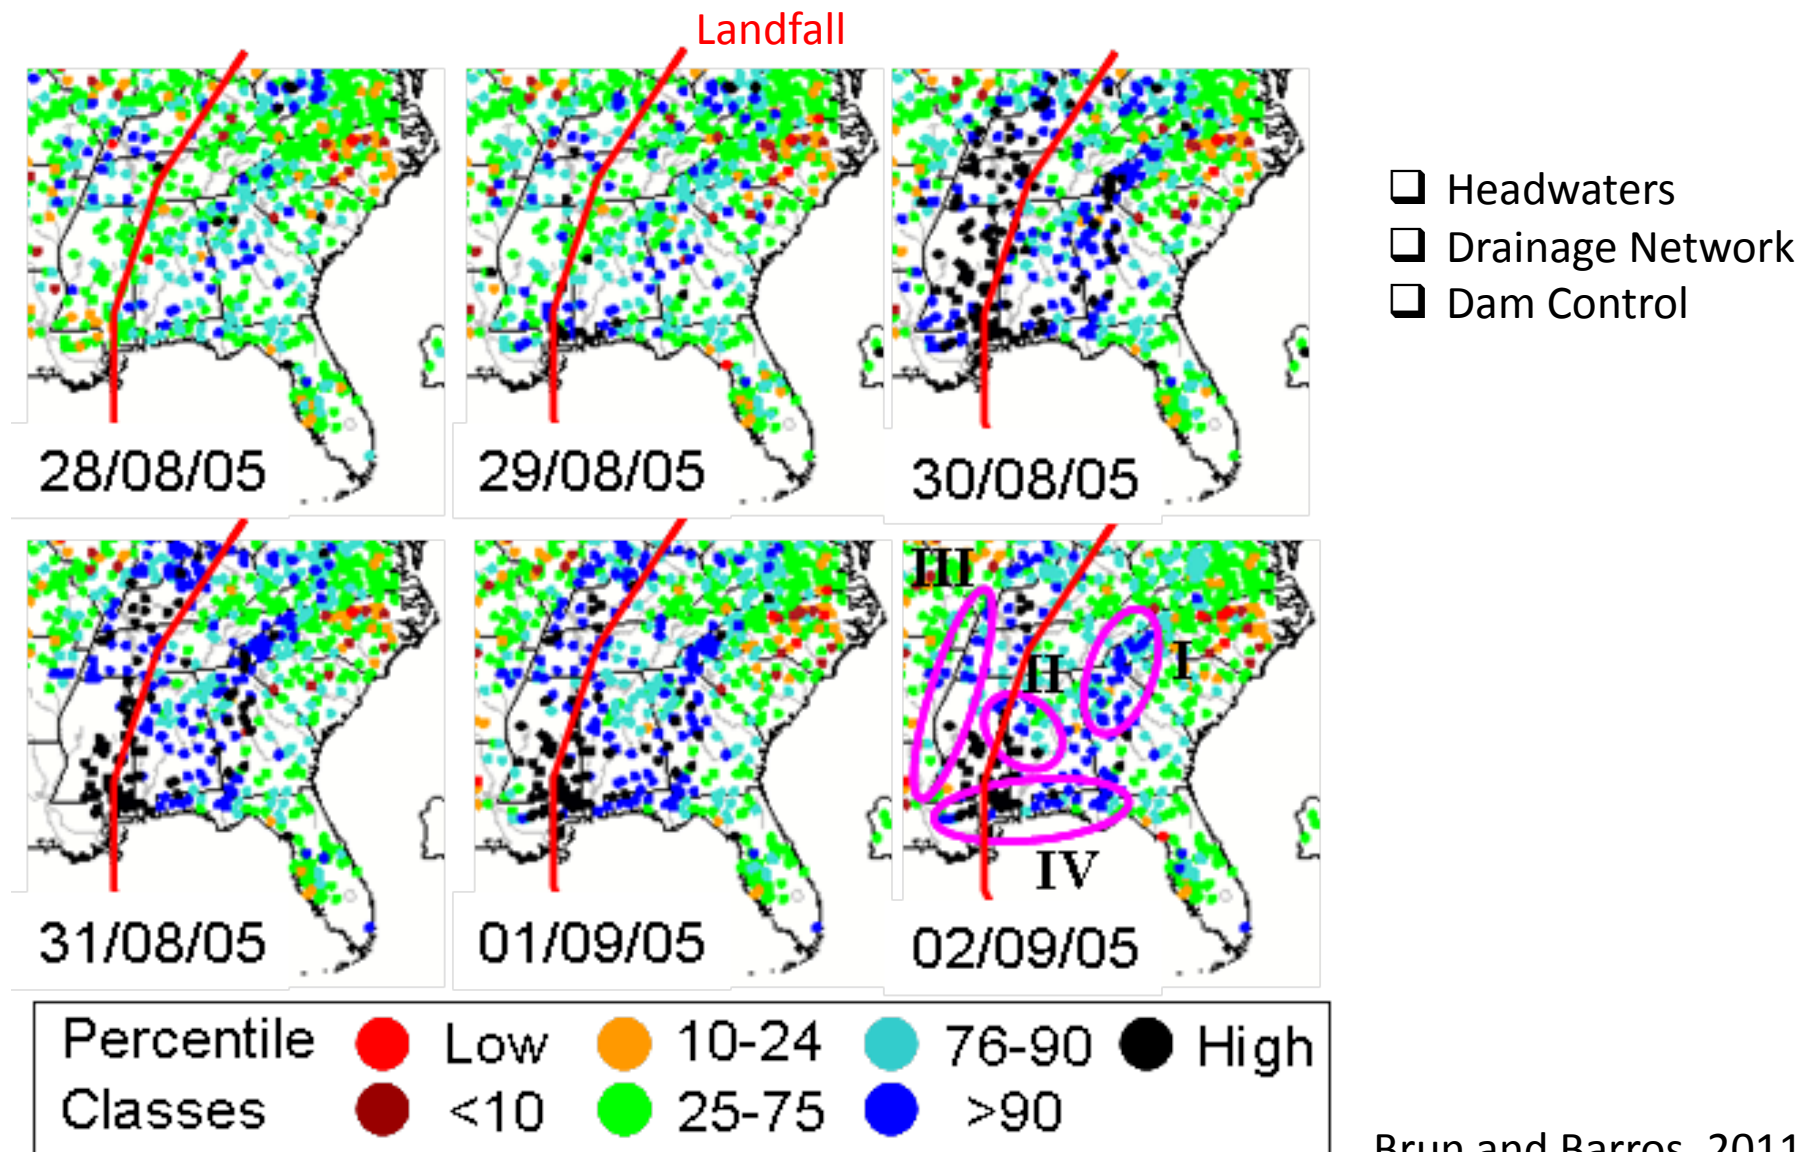 Landfall
28/08/05
29/08/05
30/08/05
Headwaters
Drainage Network
Dam Control
31/08/05
01/09/05
III
II
I
IV
02/09/05
Percentile Low 10-24 76-90 High
Classes <10 25-75 >90
Brun and Barros, 2011